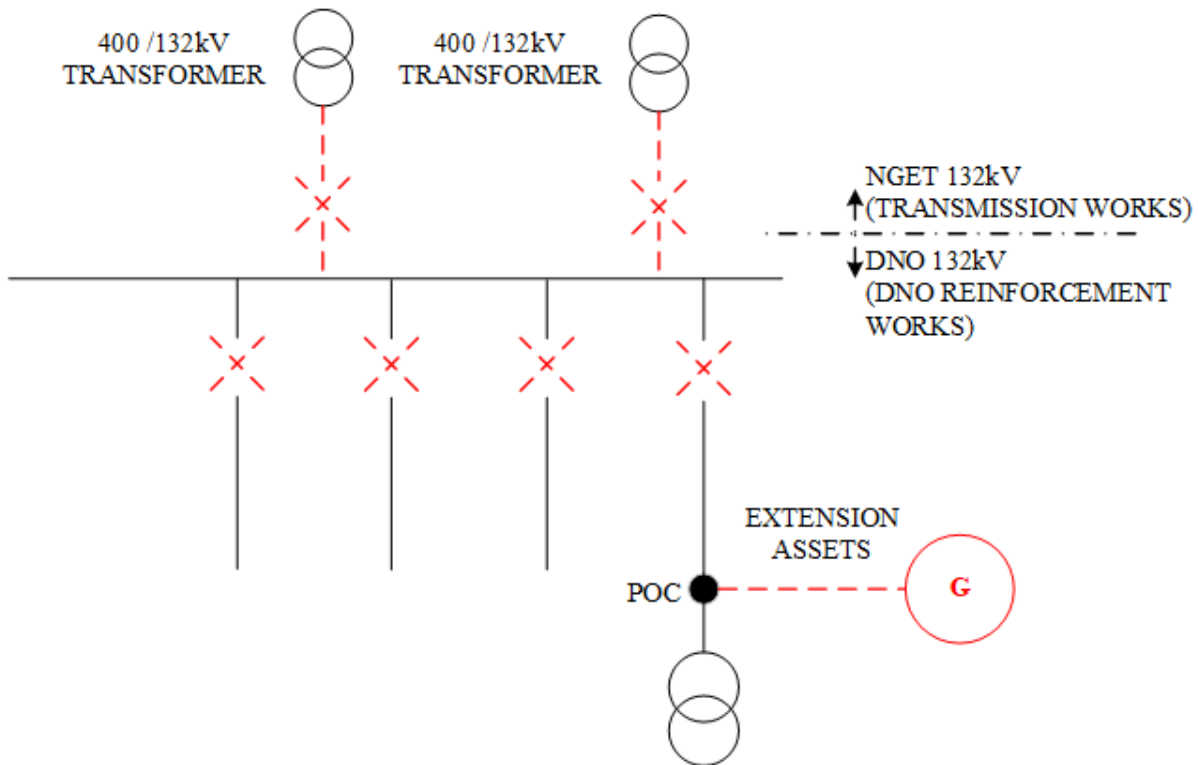 400 /132kV
TRANSFORMER
400 /132kV
TRANSFORMER
NGET 132kV
(TRANSMISSION WORKS)
DNO 132kV
(DNO REINFORCEMENT
WORKS)
EXTENSION
ASSETS
POC
G